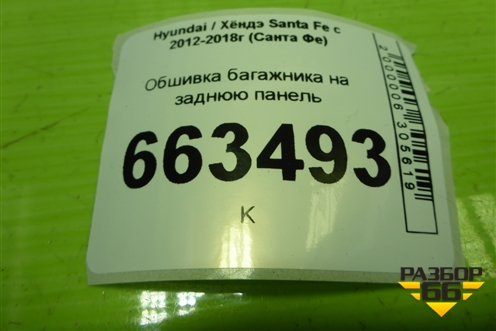 Hyundai / Хёндэ Santa Fe с
2012-2018г (Санта Фе)
Обшивка багажника на
заднюю панель
663493
К
2000006305619
РАЗБОР
66